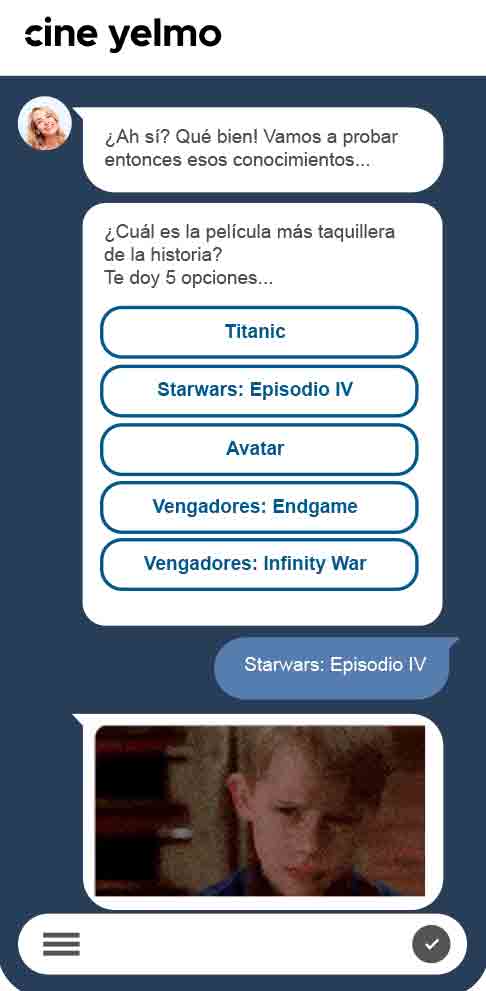 cine yelmo
¿Ah sí? Qué bien! Vamos a probar
entonces esos conocimientos...
¿Cuál es la película más taquillera
de la historia?
Te doy 5 opciones...
Titanic
Starwars: Episodio IV
Avatar
Vengadores: Endgame
Vengadores: Infinity War
Starwars: Episodio IV